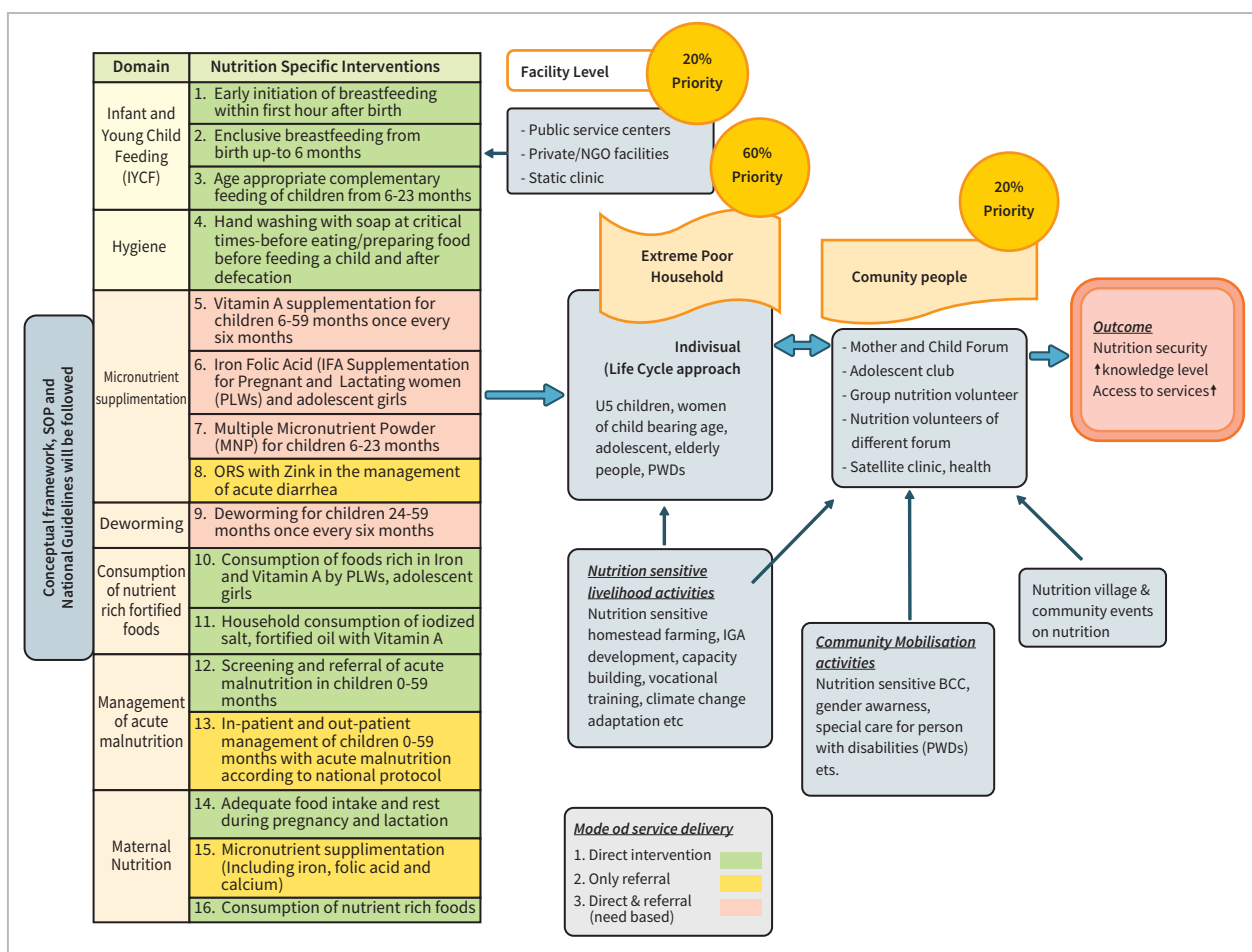 Conceptual framework, SOP and
National Guidelines will be followed
Domain
Nutrition Specific Interventions
Infant and
Young Child
Feeding
(IYCF)
1. Early initiation of breastfeeding
within first hour after birth
2. Enclusive breastfeeding from
birth up-to 6 months
3. Age appropriate complementary
feeding of children from 6-23 months
Hygiene
4. Hand washing with soap at critical
times-before eating/preparing food
before feeding a child and after
defecation
Micronutrient
supplimentation
5. Vitamin A supplementation for
children 6-59 months once every
six months
6. Iron Folic Acid (IFA Supplementation
for Pregnant and Lactating women
(PLWs) and adolescent girls
7. Multiple Micronutrient Powder
(MNP) for children 6-23 months
8. ORS with Zink in the management
of acute diarrhea
Deworming
9. Deworming for children 24-59
months once every six months
Consumption
of nutrient
rich fortified
foods
10. Consumption of foods rich in Iron
and Vitamin A by PLWs, adolescent
girls
11. Household consumption of iodized
salt, fortified oil with Vitamin A
Management
of acute
malnutrition
12. Screening and referral of acute
malnutrition in children 0-59
months
13. In-patient and out-patient
management of children 0-59
months with acute malnutrition
according to national protocol
Maternal
Nutrition
14. Adequate food intake and rest
during pregnancy and lactation
15. Micronutrient supplimentation
(Including iron, folic acid and
calcium)
16. Consumption of nutrient rich foods
Facility Level
20%
Priority
- Public service centers
- Private/NGO facilities
- Static clinic
60%
Priority
Extreme Poor
Household
Indivisual
(Life Cycle approach
U5 children, women
of child bearing age,
adolescent, elderly
people, PWDs
20%
Priority
Comunity people
- Mother and Child Forum
- Adolescent club
- Group nutrition volunteer
- Nutrition volunteers of
different forum
- Satellite clinic, health
Outcome
Nutrition security
↑knowledge level
Access to services↑
Nutrition sensitive
livelihood activities
Nutrition sensitive
homestead farming, IGA
development, capacity
building, vocational
training, climate change
adaptation etc
Community Mobilisation
activities
Nutrition sensitive BCC,
gender awarness,
special care for person
with disabilities (PWDs)
ets.
Nutrition village &
community events
on nutrition
Mode od service delivery
1. Direct intervention
2. Only referral
3. Direct & referral
(need based)